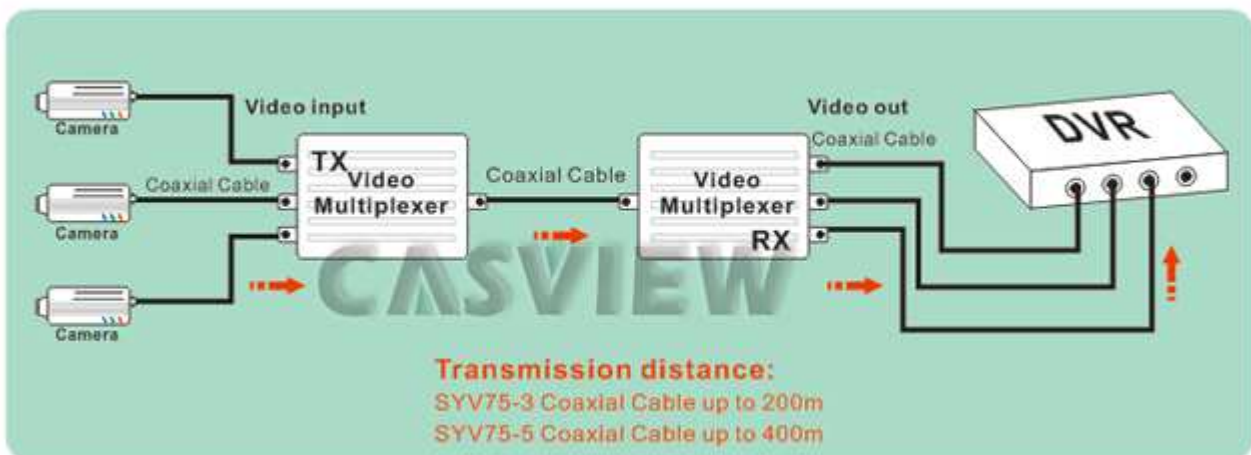 Camera
Video input
Coaxial Cable
Camera
Camera
TX
Video
Multiplexer
Coaxial Cable
Video
Multiplexer
RX
Video out
Coaxial Cable
DVR
CASVIEW
Transmission distance:
SYV75-3 Coaxial Cable up to 200m
SYV75-5 Coaxial Cable up to 400m